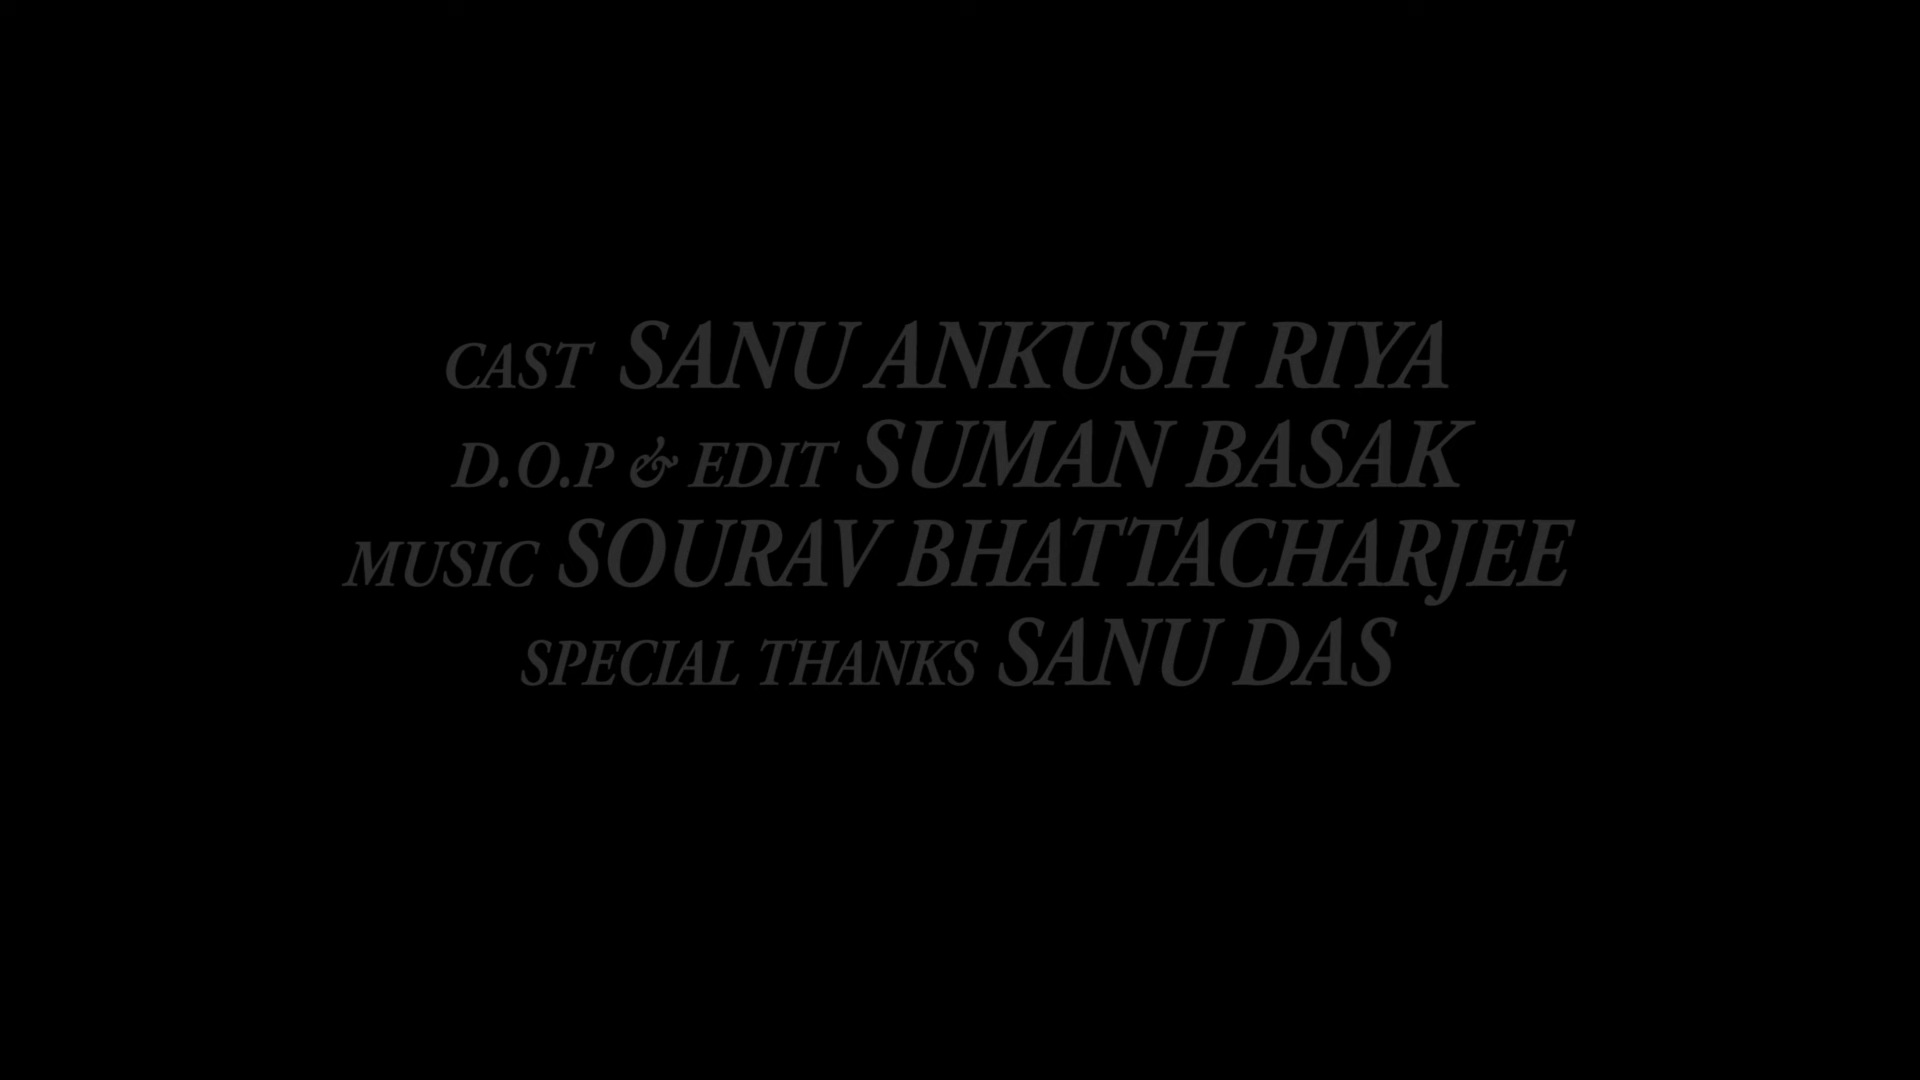 CAST SANU ANKUSH RIYA
D.O.P & EDIT SUMAN BASAK
MUSIC SOURAV BHATTACHARJEE
SPECIAL THANKS SANU DAS